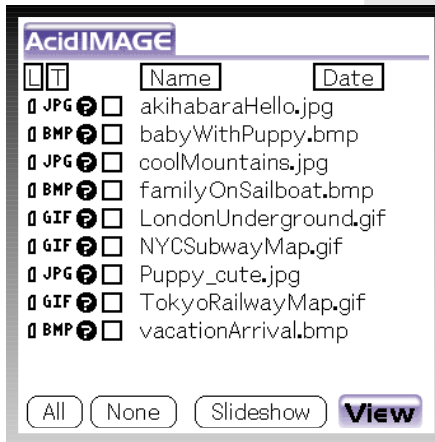 AcidIMAGE
L T Name Date
JPG ? akihabaraHello.jpg
BMP ? babyWithPuppy.bmp
JPG ? coolMountains.jpg
BMP ? familyOnSailboat.bmp
GIF ? LondonUnderground.gif
GIF ? NYCSubwayMap.gif
JPG ? Puppy_cute.jpg
GIF ? TokyoRailwayMap.gif
BMP ? vacationArrival.bmp
All None Slideshow View